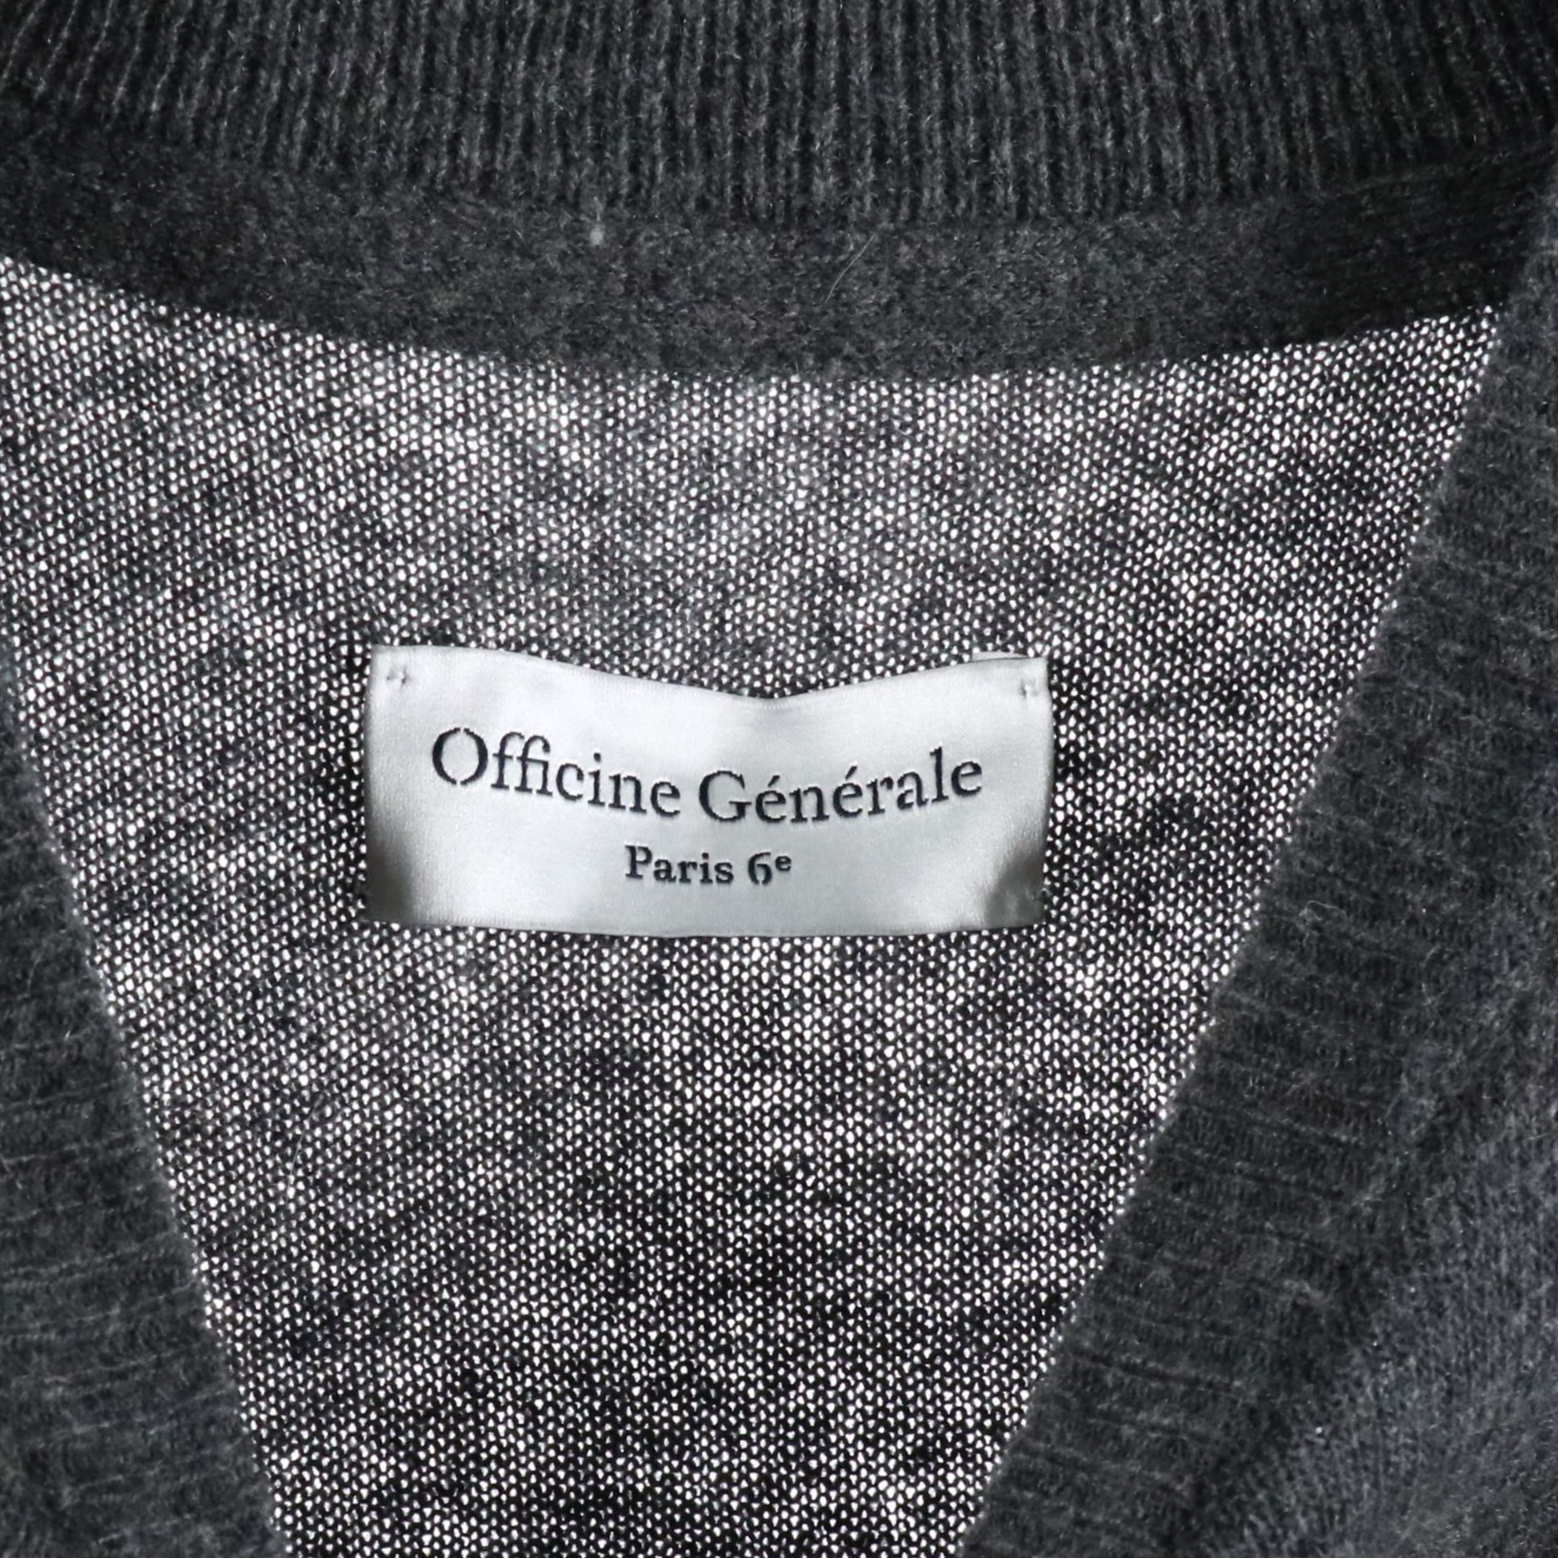 Officine Générale
Paris 6ᵉ